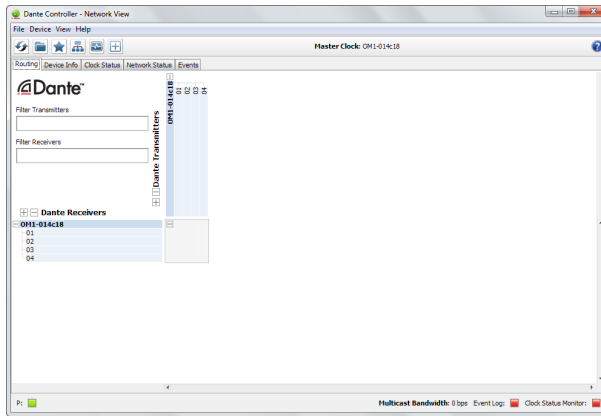 Dante Controller - Network View
File Device View Help
Master Clock: OM1-014c18
Routing Device Info Clock Status Network Status Events
Dante™
Filter Transmitters
Filter Receivers
Dante Transmitters
OM1-014c18
01
02
03
04
Dante Receivers
OM1-014c18
01
02
03
04
P:
Multicast Bandwidth: 0 bps Event Log: Clock Status Monitor: